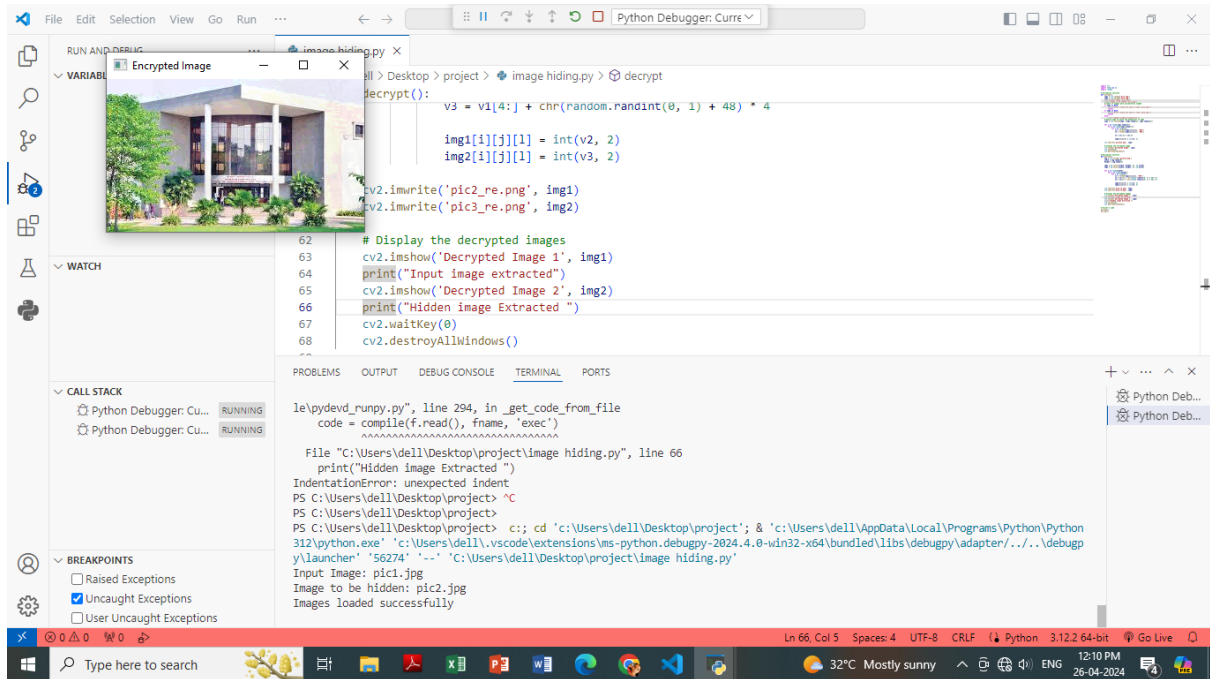 File Edit Selection View Go Run ...
Python Debugger: Curre
RUN AND DEBUG
image hiding.py
Encrypted Image
VARIABL
ell > Desktop > project > image hiding.py > decrypt
decrypt():
v3 = v1[4:] + chr(random.randint(0, 1) + 48) * 4
img1[i][j][l] = int(v2, 2)
img2[i][j][l] = int(v3, 2)
cv2.imwrite('pic2_re.png', img1)
cv2.imwrite('pic3_re.png', img2)
62 # Display the decrypted images
63 cv2.imshow('Decrypted Image 1', img1)
64 print("Input image extracted")
65 cv2.imshow('Decrypted Image 2', img2)
66 print("Hidden image Extracted ")
67 cv2.waitKey(0)
68 cv2.destroyAllWindows()
2
WATCH
CALL STACK
Python Debugger: Cu... RUNNING
Python Debugger: Cu... RUNNING
BREAKPOINTS
Raised Exceptions
Uncaught Exceptions
User Uncaught Exceptions
PROBLEMS OUTPUT DEBUG CONSOLE TERMINAL PORTS
Python Deb...
Python Deb...
le\pydevd_runpy.py", line 294, in _get_code_from_file
code = compile(f.read(), fname, 'exec')
^^^^^^^^^^^^^^^^^^^^^^^^^^^^^^^^
File "C:\Users\dell\Desktop\project\image hiding.py", line 66
print("Hidden image Extracted ")
IndentationError: unexpected indent
PS C:\Users\dell\Desktop\project> ^C
PS C:\Users\dell\Desktop\project>
PS C:\Users\dell\Desktop\project> c:; cd 'c:\Users\dell\Desktop\project'; & 'c:\Users\dell\AppData\Local\Programs\Python\Python
312\python.exe' 'c:\Users\dell\.vscode\extensions\ms-python.debugpy-2024.4.0-win32-x64\bundled\libs\debugpy\adapter/../..\debugp
y\launcher' '56274' '--' 'C:\Users\dell\Desktop\project\image hiding.py'
Input Image: pic1.jpg
Image to be hidden: pic2.jpg
Images loaded successfully
0 0 0 Ln 66, Col 5 Spaces: 4 UTF-8 CRLF Python 3.12.2 64-bit Go Live
Type here to search
32°C Mostly sunny ENG
12:10 PM
26-04-2024
4